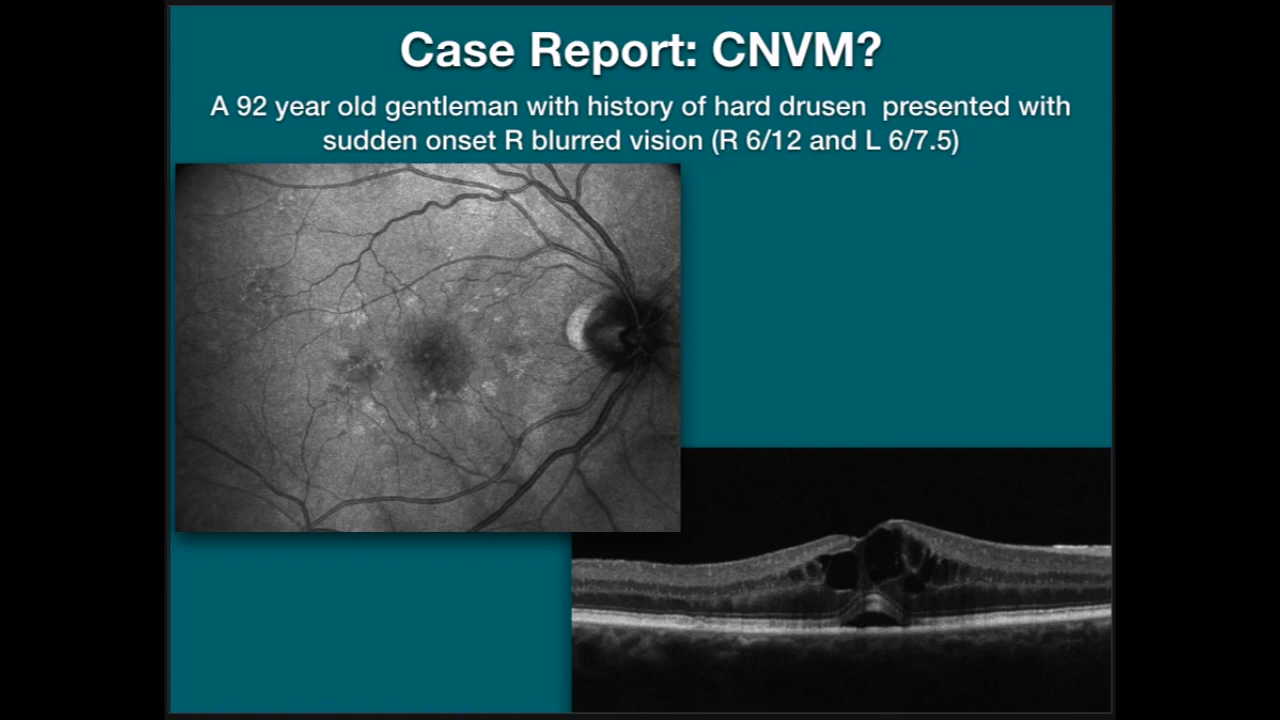 Case Report: CNVM?
A 92 year old gentleman with history of hard drusen presented with
sudden onset R blurred vision (R 6/12 and L 6/7.5)